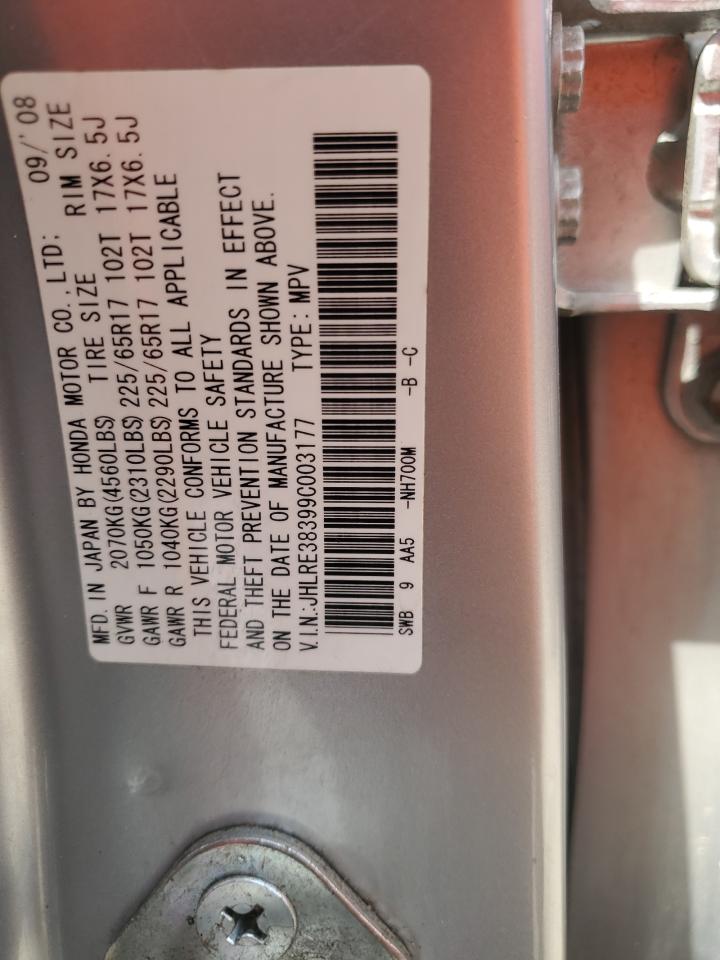 MFD. IN JAPAN BY HONDA MOTOR CO., LTD; 09/'08
GVWR 2070KG(4560LBS) TIRE SIZE RIM SIZE
GAWR F 1050KG(2310LBS) 225/65R17 102T 17X6. 5J
GAWR R 1040KG(2290LBS) 225/65R17 102T 17X6. 5J
THIS VEHICLE CONFORMS TO ALL APPLICABLE
FEDERAL MOTOR VEHICLE SAFETY
AND THEFT PREVENTION STANDARDS IN EFFECT
ON THE DATE OF MANUFACTURE SHOWN ABOVE.
V.I.N.:JHLRE38399C003177 TYPE: MPV
SWB 9 AA5 -NH700M -B -C